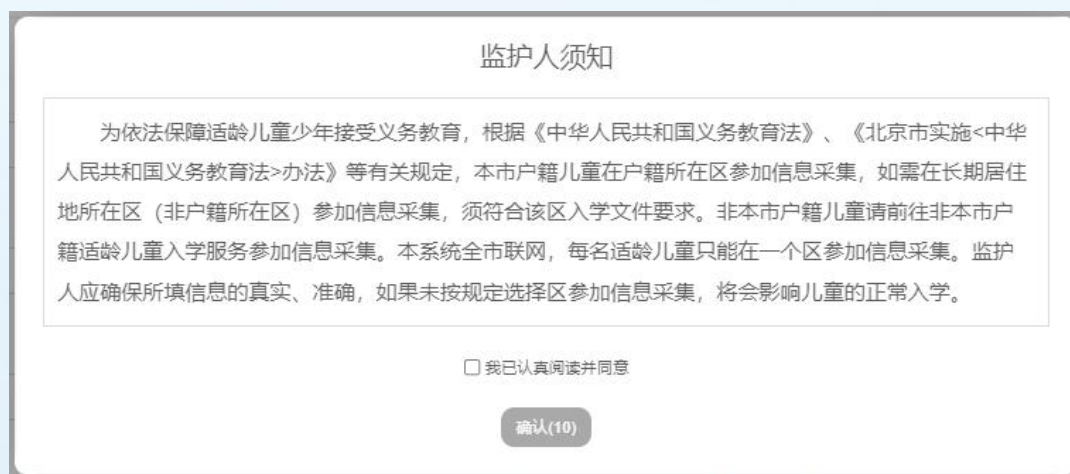 监护人须知
为依法保障适龄儿童少年接受义务教育，根据《中华人民共和国义务教育法》、《北京市实施<中华
人民共和国义务教育法>办法》等有关规定，本市户籍儿童在户籍所在区参加信息采集，如需在长期居住
地所在区（非户籍所在区）参加信息采集，须符合该区入学文件要求。非本市户籍儿童请前往非本市户
籍适龄儿童入学服务参加信息采集。本系统全市联网，每名适龄儿童只能在一个区参加信息采集。监护
人应确保所填信息的真实、准确，如果未按规定选择区参加信息采集，将会影响儿童的正常入学。
我已认真阅读并同意
确认(10)